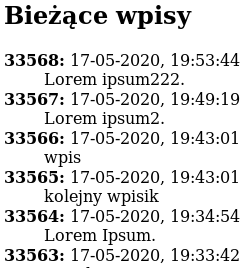 Bieżące wpisy
33568: 17-05-2020, 19:53:44
Lorem ipsum222.
33567: 17-05-2020, 19:49:19
Lorem ipsum2.
33566: 17-05-2020, 19:43:01
wpis
33565: 17-05-2020, 19:43:01
kolejny wpisik
33564: 17-05-2020, 19:34:54
Lorem Ipsum.
33563: 17-05-2020, 19:33:42